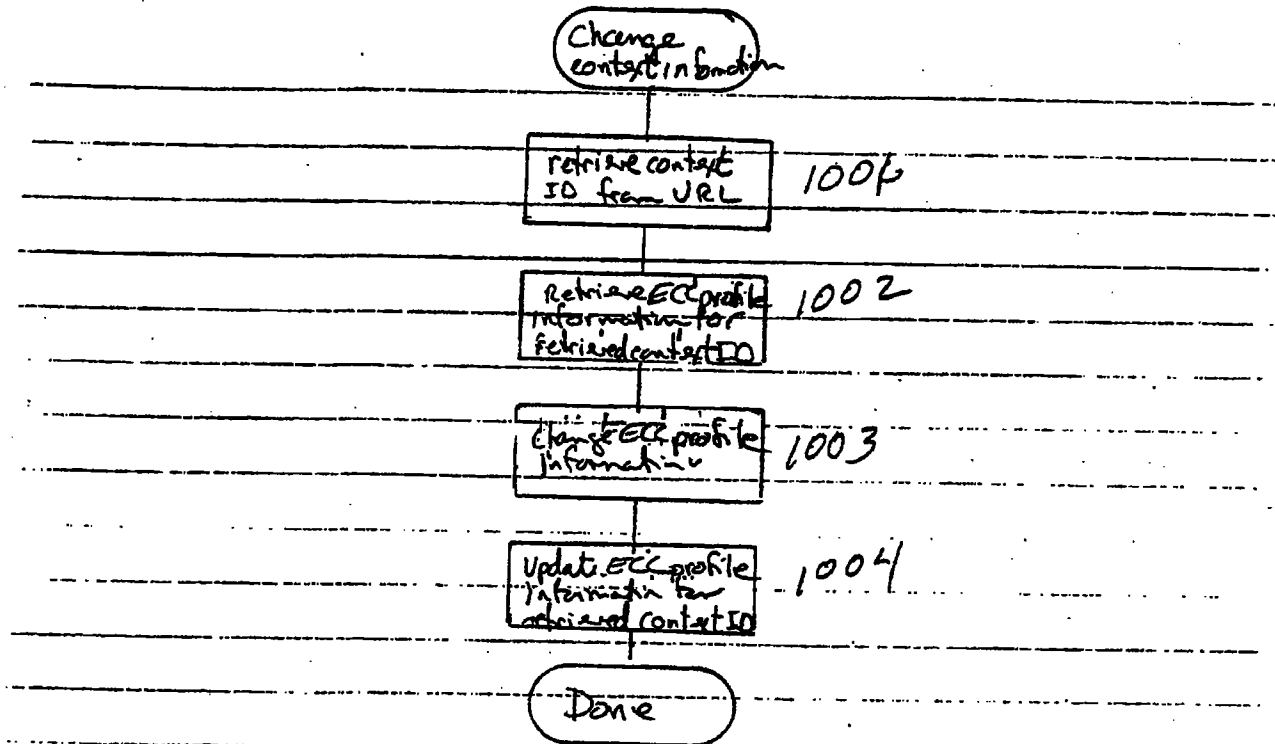 Change
context information
retrieve context
ID from URL
1001
Retrieve ECC profile
information for
retrieved context ID
1002
change ECC profile
information
1003
Update ECC profile
information for
retrieved context ID
1004
Done